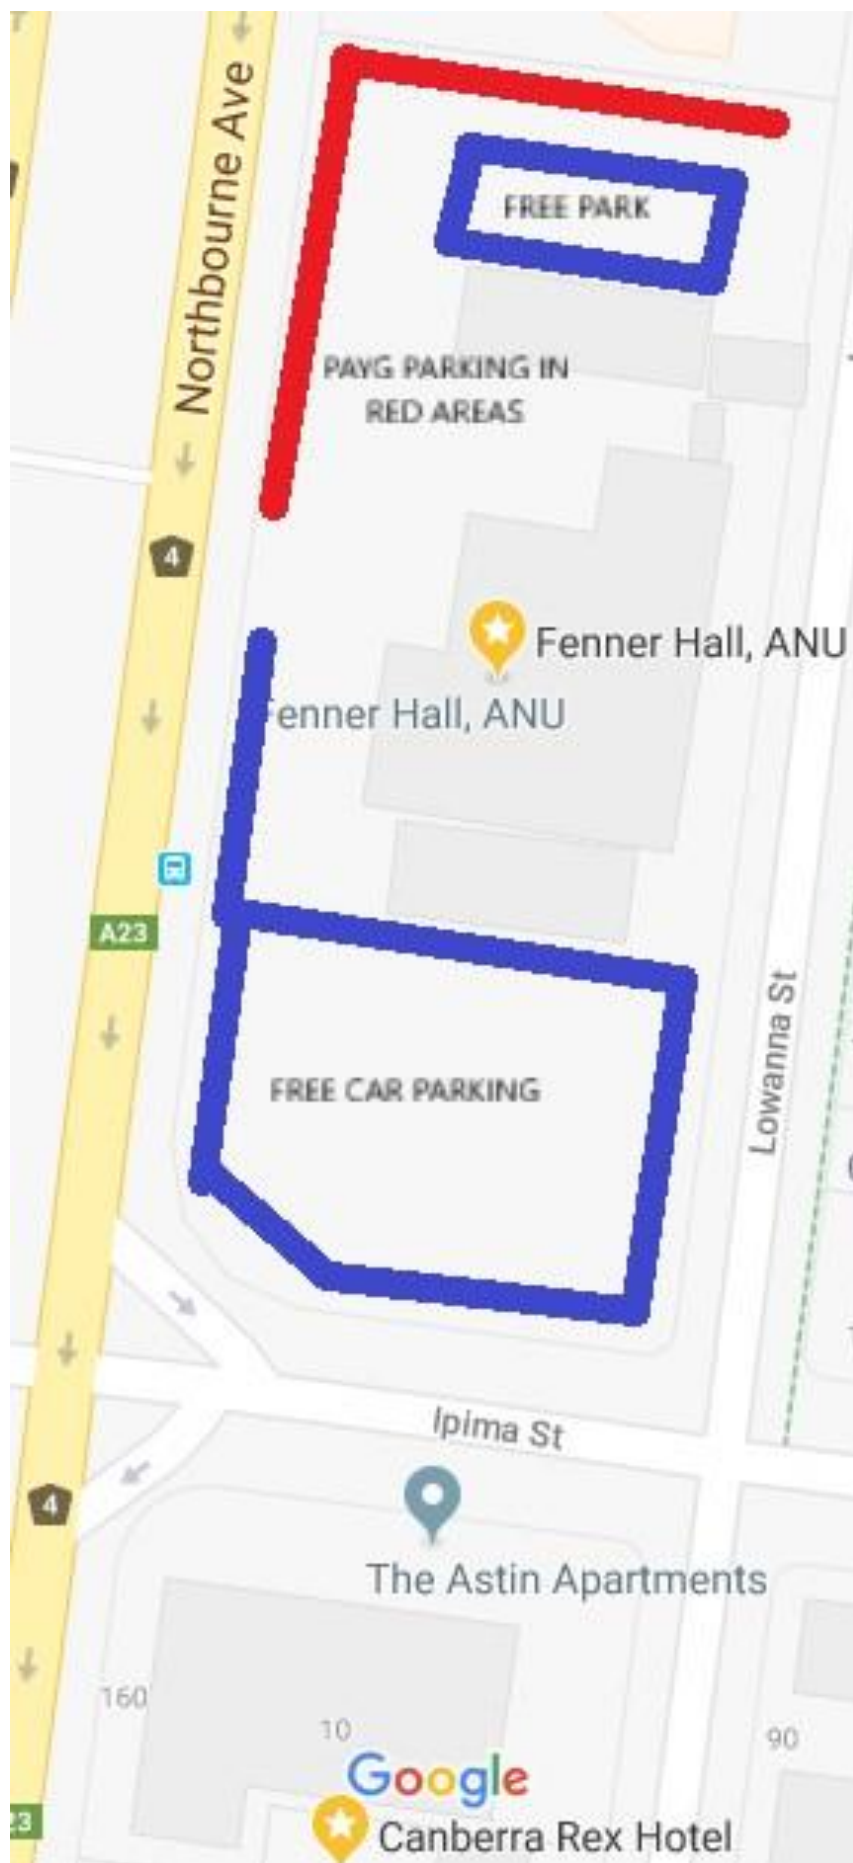 Northbourne Ave
FREE PARK
PAYG PARKING IN
RED AREAS
4
Fenner Hall, ANU
enner Hall, ANU
A23
Lowanna St
FREE CAR PARKING
Ipima St
4
The Astin Apartments
160
10
90
Google
23
Canberra Rex Hotel